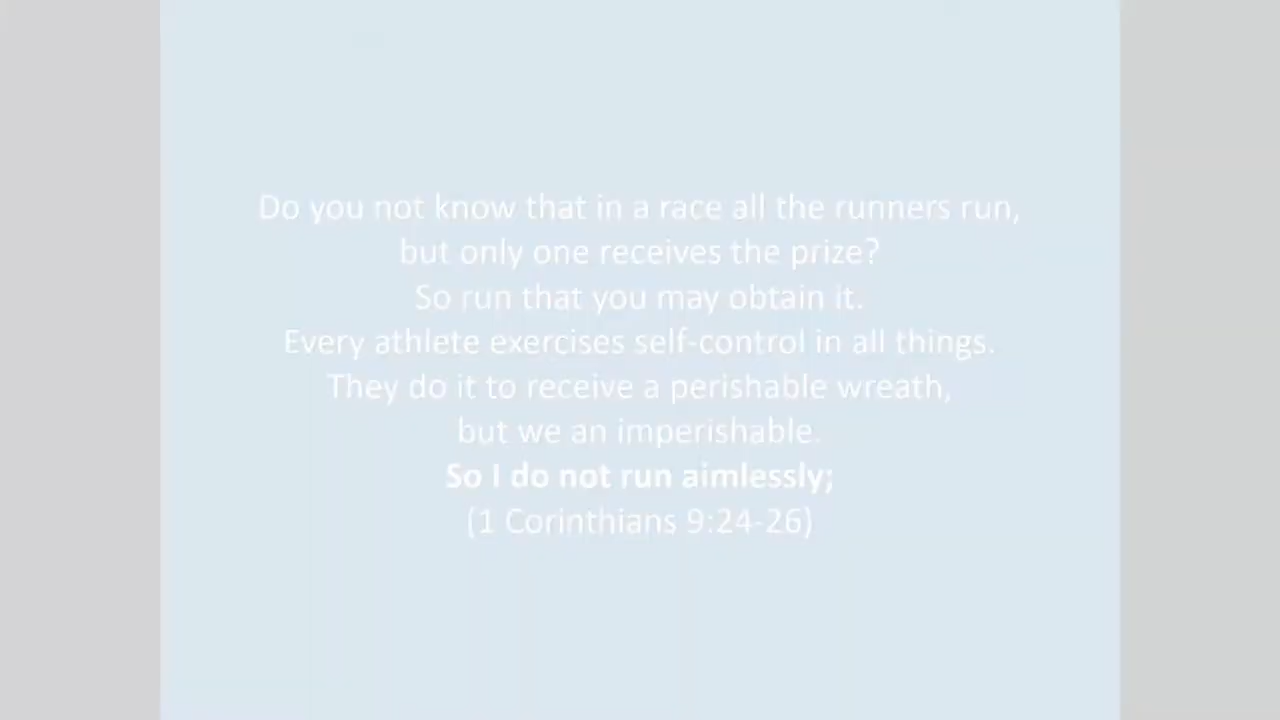 Do you not know that in a race all the runners run,
but only one receives the prize?
So run that you may obtain it.
Every athlete exercises self-control in all things.
They do it to receive a perishable wreath,
but we an imperishable.
So I do not run aimlessly;
(1 Corinthians 9:24-26)